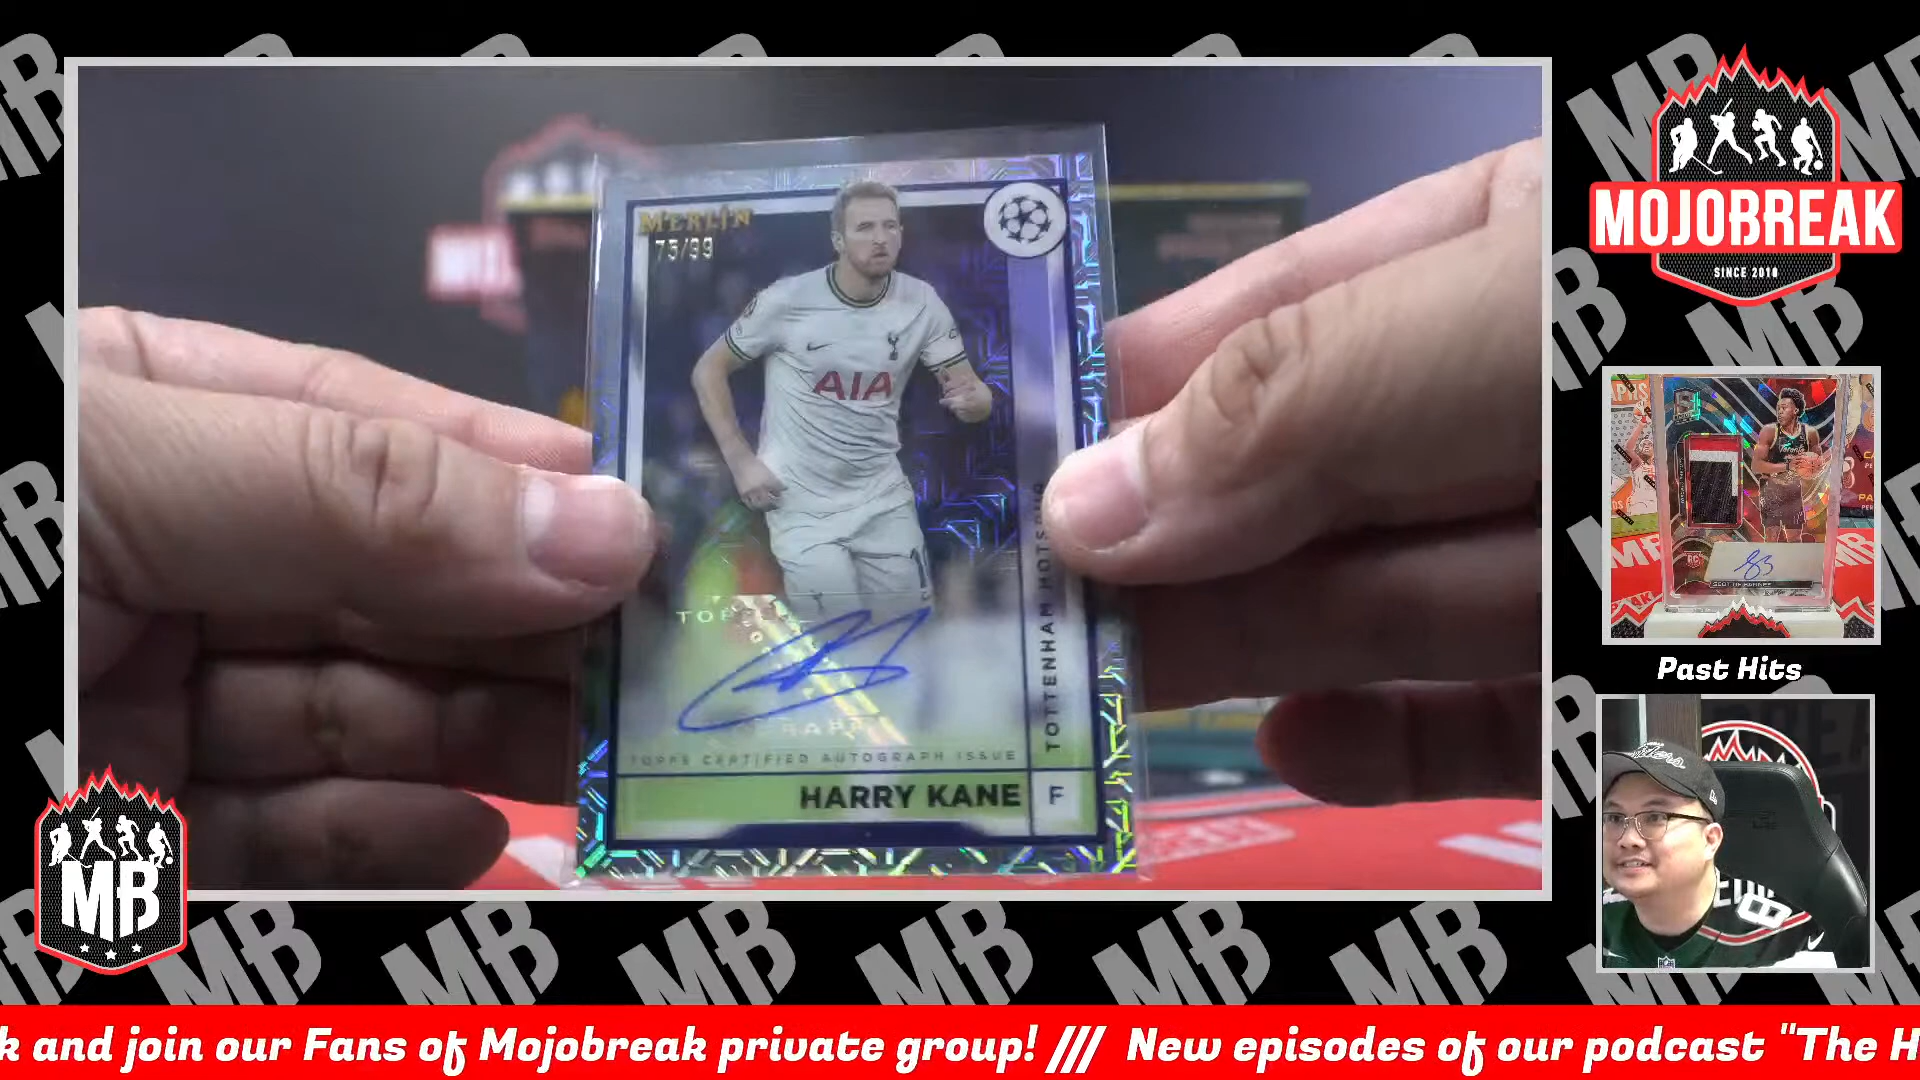 MERLIN
75/99
AIA
TOTTENHAM HOTSPUR
TOPPS CERTIFIED AUTOGRAPH ISSUE
HARRY KANE
F
MOJOBREAK
SINCE 2010
Past Hits
MB
k and join our Fans of Mojobreak private group! /// New episodes of our podcast "The H